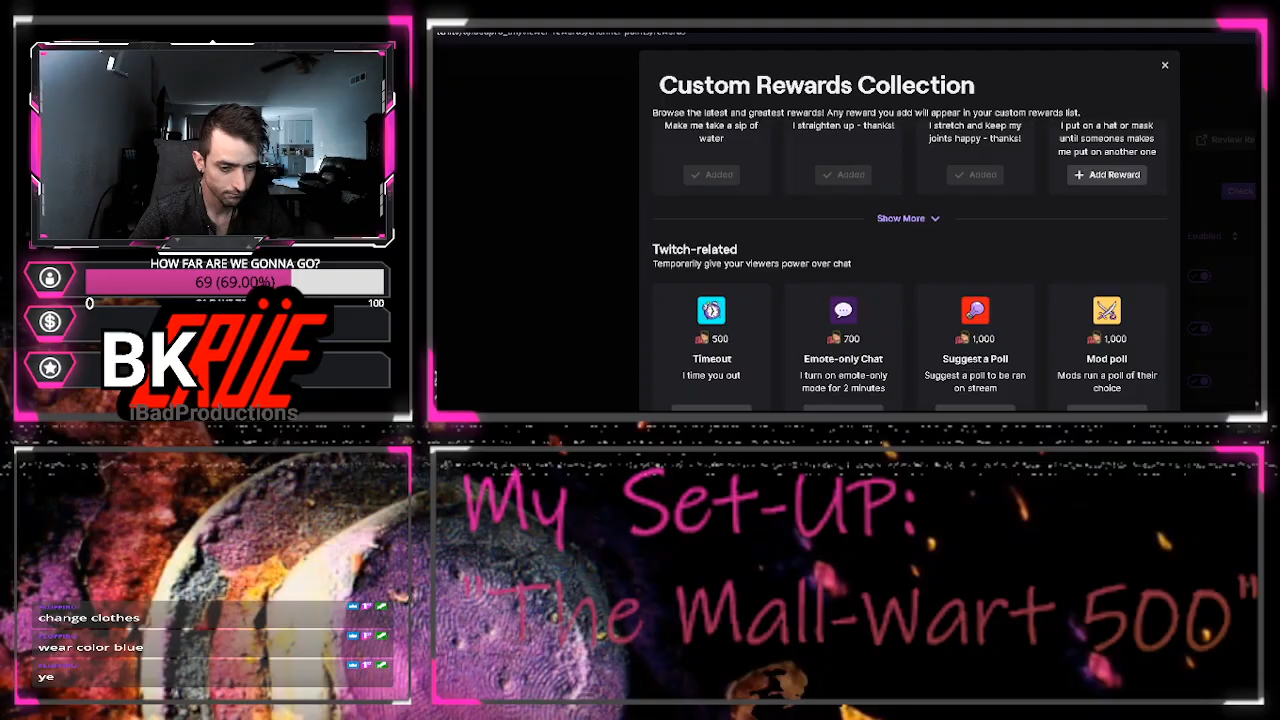 Custom Rewards Collection
Browse the latest and greatest rewards! Any reward you add will appear in your custom rewards list.
Make me take a sip of water
I straighten up - thanks!
I stretch and keep my joints happy - thanks!
I put on a hat or mask until someone makes me put on another one
Added
Added
Added
+ Add Reward
Review Re
Check
Enabled
Show More
Twitch-related
Temporarily give your viewers power over chat
500
700
1,000
1,000
Timeout
Emote-only Chat
Suggest a Poll
Mod poll
I time you out
I turn on emote-only mode for 2 minutes
Suggest a poll to be ran on stream
Mods run a poll of their choice
HOW FAR ARE WE GONNA GO?
69 (69.00%)
0
100
BK
CRÜE
iBadProductions
change clothes
wear color blue
ye
My Set-Up:
"The Mall-Wart 500"